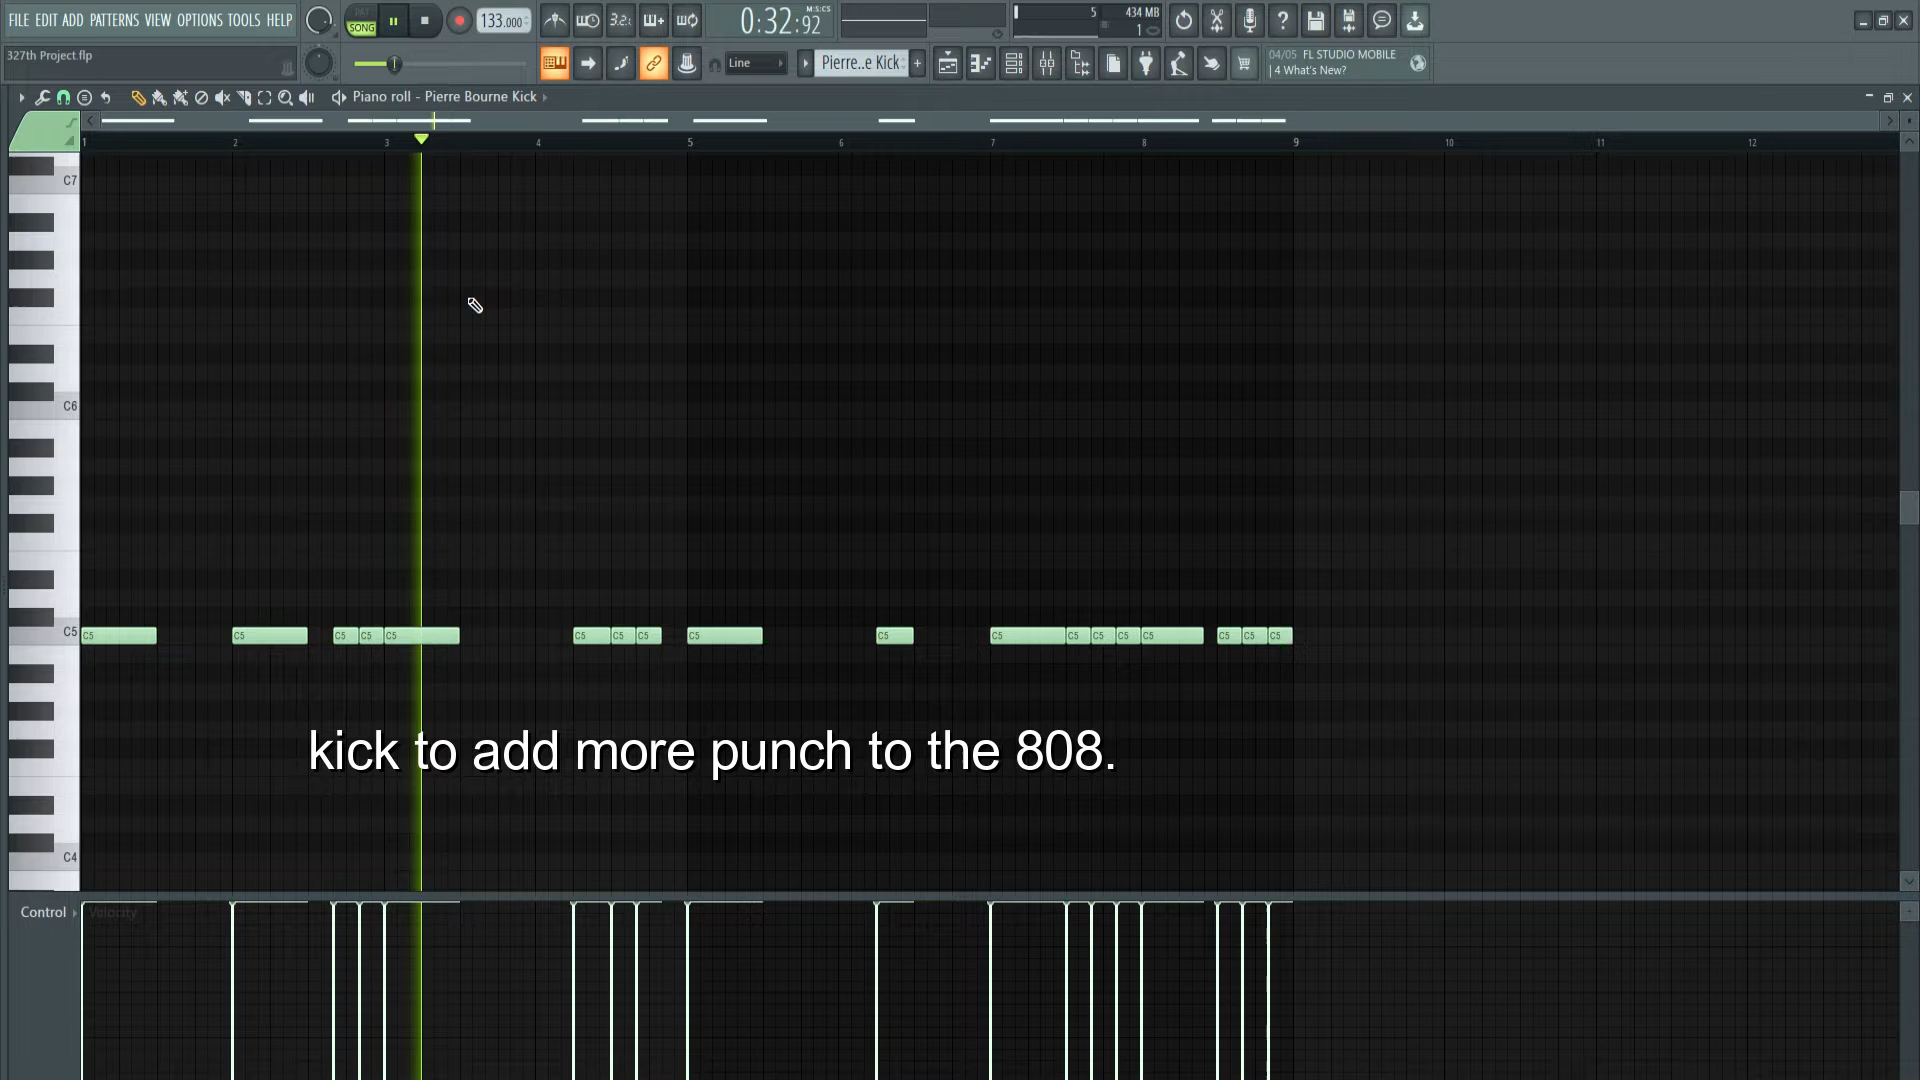 FILE EDIT ADD PATTERNS VIEW OPTIONS TOOLS HELP
PAT
SONG
133.000
3.2.
0:32:92
M:S:CS
5
434 MB
1
327th Project.flp
Line
Pierre..e Kick
04/05 FL STUDIO MOBILE
| 4 What's New?
Piano roll - Pierre Bourne Kick
1 2 3 4 5 6 7 8 9 10 11 12
C7
C6
C5
C5 C5 C5 C5 C5 C5 C5 C5 C5 C5 C5 C5 C5 C5 C5 C5 C5 C5
kick to add more punch to the 808.
C4
Control
Velocity